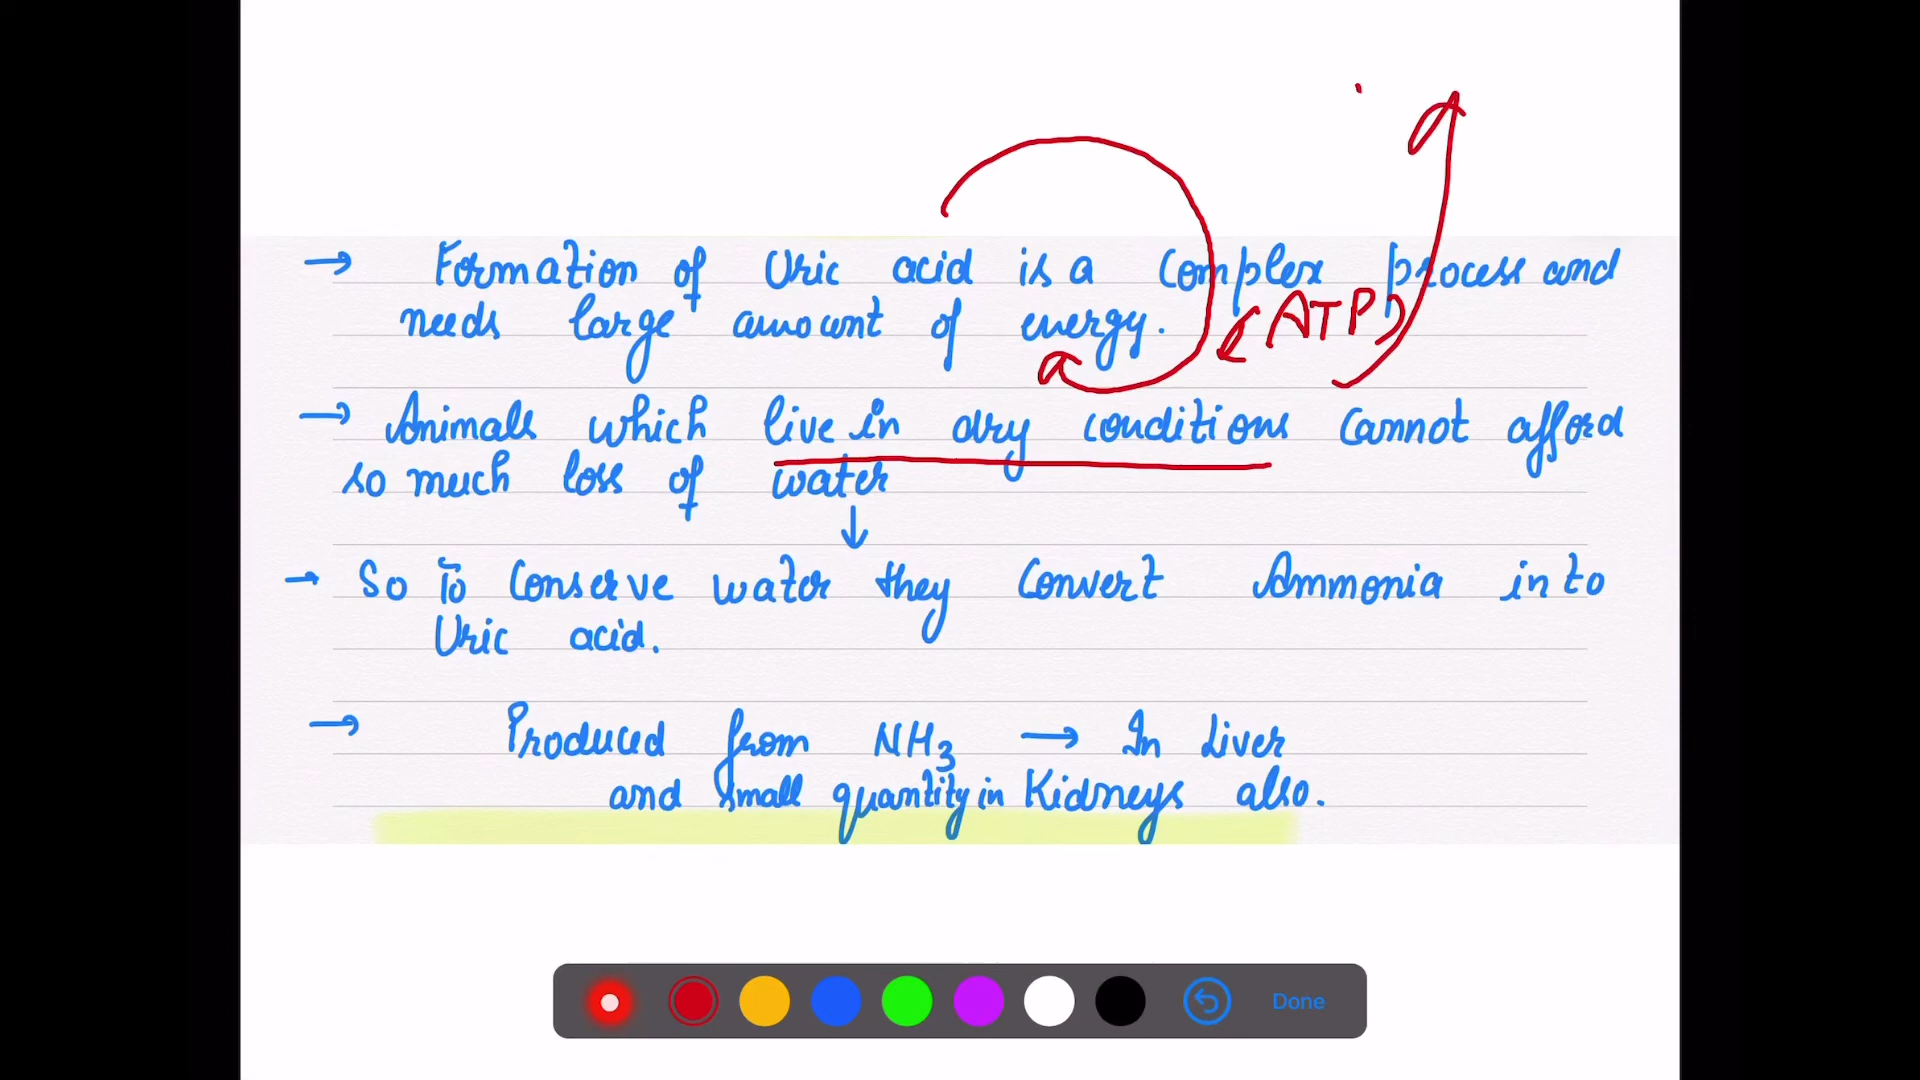 → Formation of Uric acid is a Complex process and
needs large amount of energy. (ATP)
→ Animals which live in dry conditions cannot afford
so much loss of water
↓
→ So To Conserve water they Convert Ammonia into
Uric acid.
→ Produced from NH3 → In Liver
and small quantity in Kidneys also.
Done